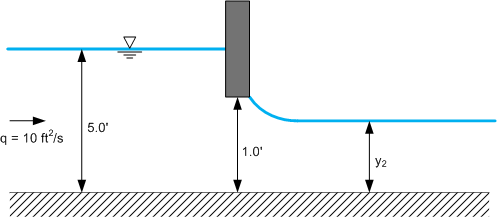 5.0'
q = 10 ft²/s
1.0'
y₂